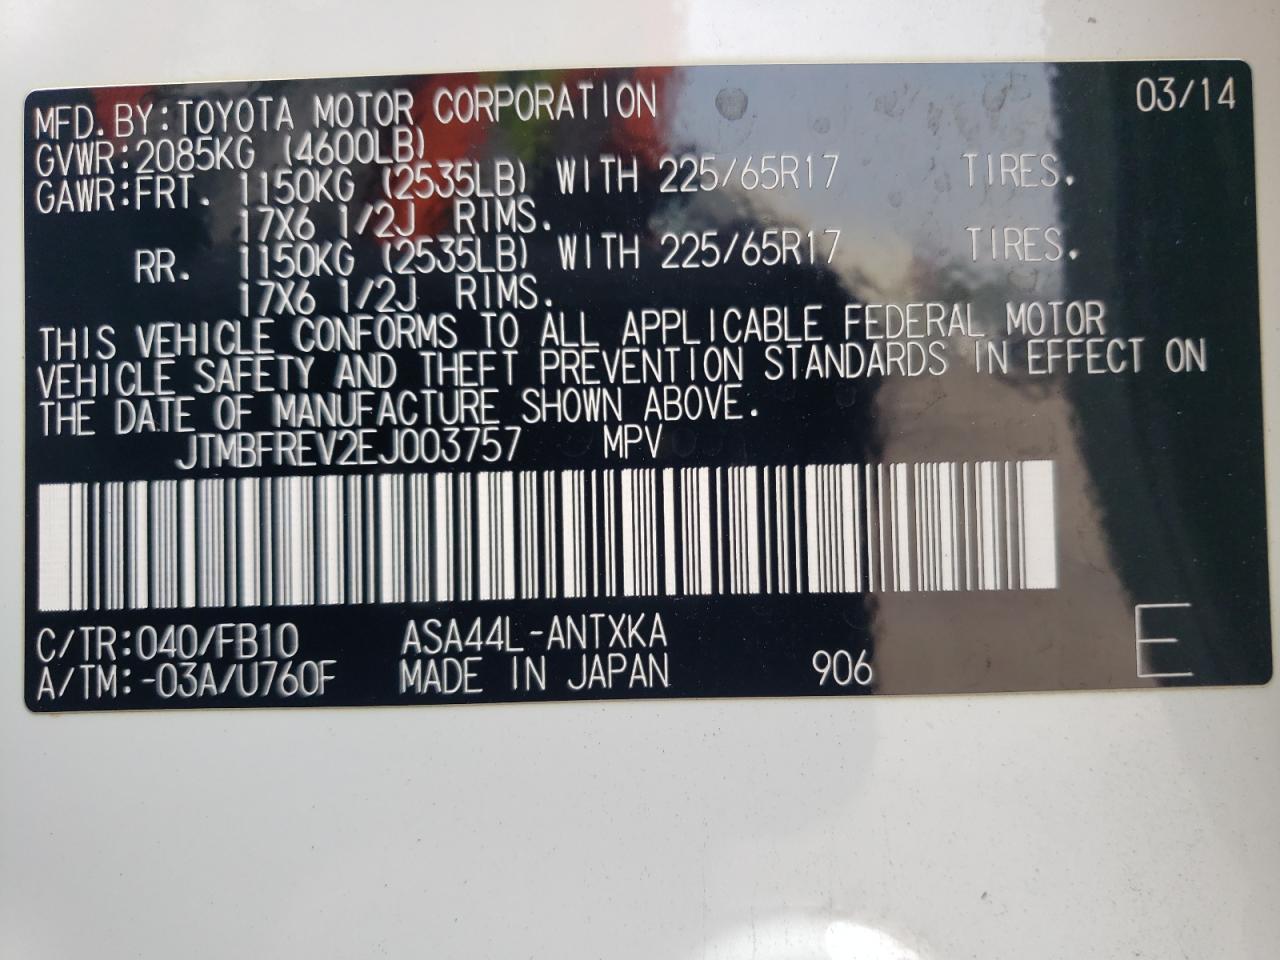 MFD. BY: TOYOTA MOTOR CORPORATION 03/14
GVWR: 2085KG (4600LB)
GAWR: FRT. 1150KG (2535LB) WITH 225/65R17 TIRES.
17X6 1/2J RIMS.
RR. 1150KG (2535LB) WITH 225/65R17 TIRES.
17X6 1/2J RIMS.
THIS VEHICLE CONFORMS TO ALL APPLICABLE FEDERAL MOTOR
VEHICLE SAFETY AND THEFT PREVENTION STANDARDS IN EFFECT ON
THE DATE OF MANUFACTURE SHOWN ABOVE.
JTMBFREV2EJ003757 MPV
C/TR: 040/FB10 ASA44L-ANTXKA
A/TM: -03A/U760F MADE IN JAPAN 906 E